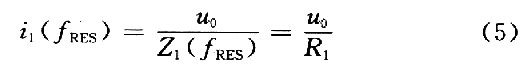 i₁(f_RES) = u₀/Z₁(f_RES) = u₀/R₁ (5)